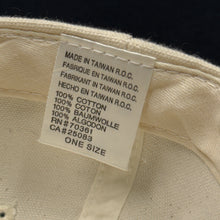 MADE IN TAIWAN R.O.C.
FABRIQUE EN TAIWAN R.O.C.
FABRICANT IN TAIWAN R.O.C.
HECHO EN TAIWAN R.O.C.
100% COTTON
100% COTON
100% BAUMWOLLE
100% ALGODON
RN#70361
CA#25083
ONE SIZE